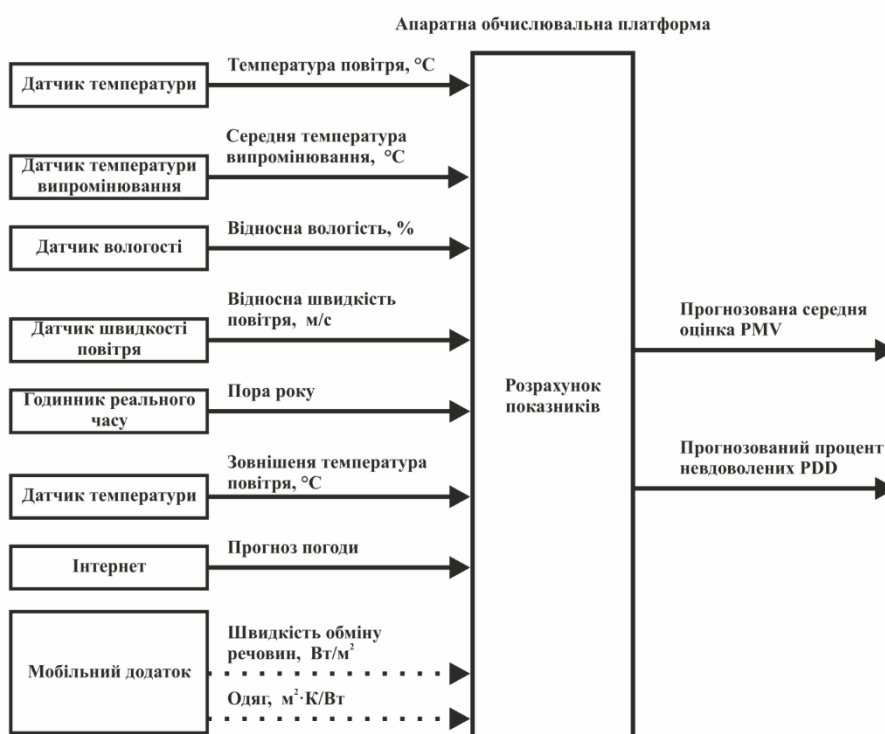 Апаратна обчислювальна платформа
Датчик температури
Температура повітря, °C
Датчик температури
випромінювання
Середня температура
випромінювання, °C
Датчик вологості
Відносна вологість, %
Датчик швидкості
повітря
Відносна швидкість
повітря, м/с
Годинник реального
часу
Пора року
Датчик температури
Зовнішеня температура
повітря, °C
Інтернет
Прогноз погоди
Мобільний додаток
Швидкість обміну
речовин, Вт/м²
Одяг, м²·К/Вт
Розрахунок
показників
Прогнозована середня
оцінка PMV
Прогнозований процент
невдоволених PDD